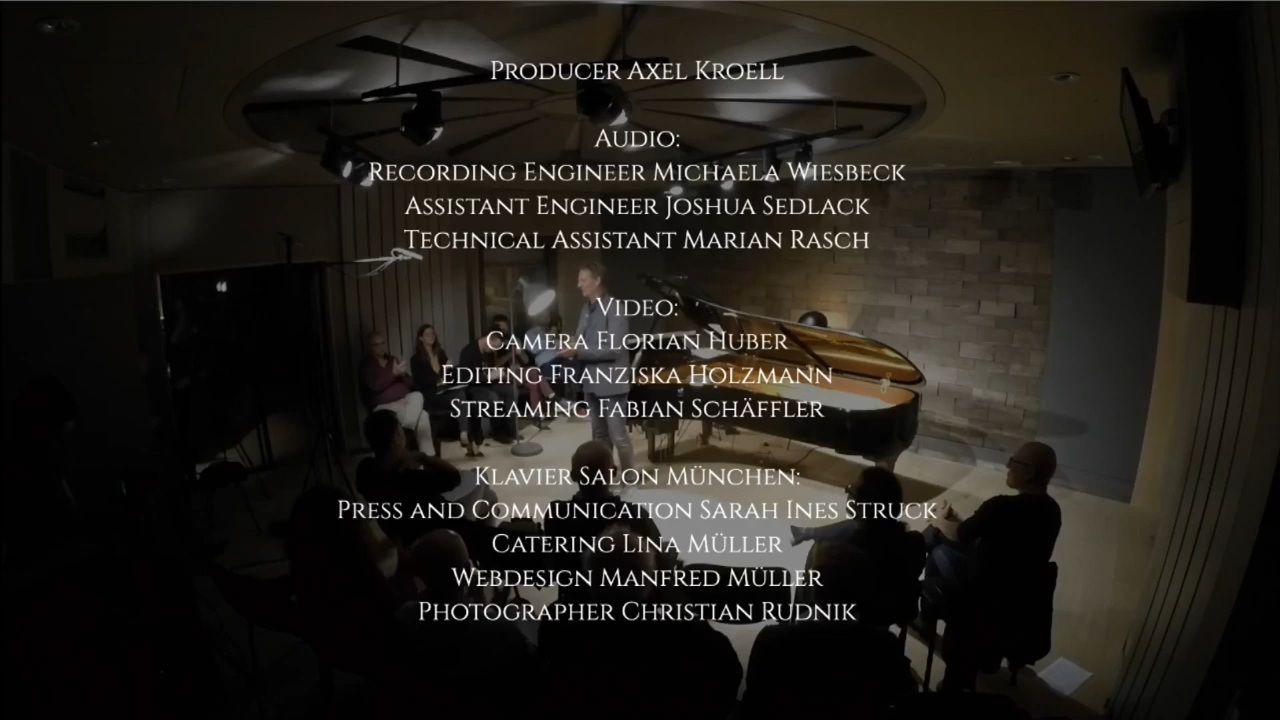 Producer Axel Kroell
Audio:
Recording Engineer Michaela Wiesbeck
Assistant Engineer Joshua Sedlack
Technical Assistant Marian Rasch
Video:
Camera Florian Huber
Editing Franziska Holzmann
Streaming Fabian Schäffler
Klavier Salon München:
Press and Communication Sarah Ines Struck
Catering Lina Müller
Webdesign Manfred Müller
Photographer Christian Rudnik